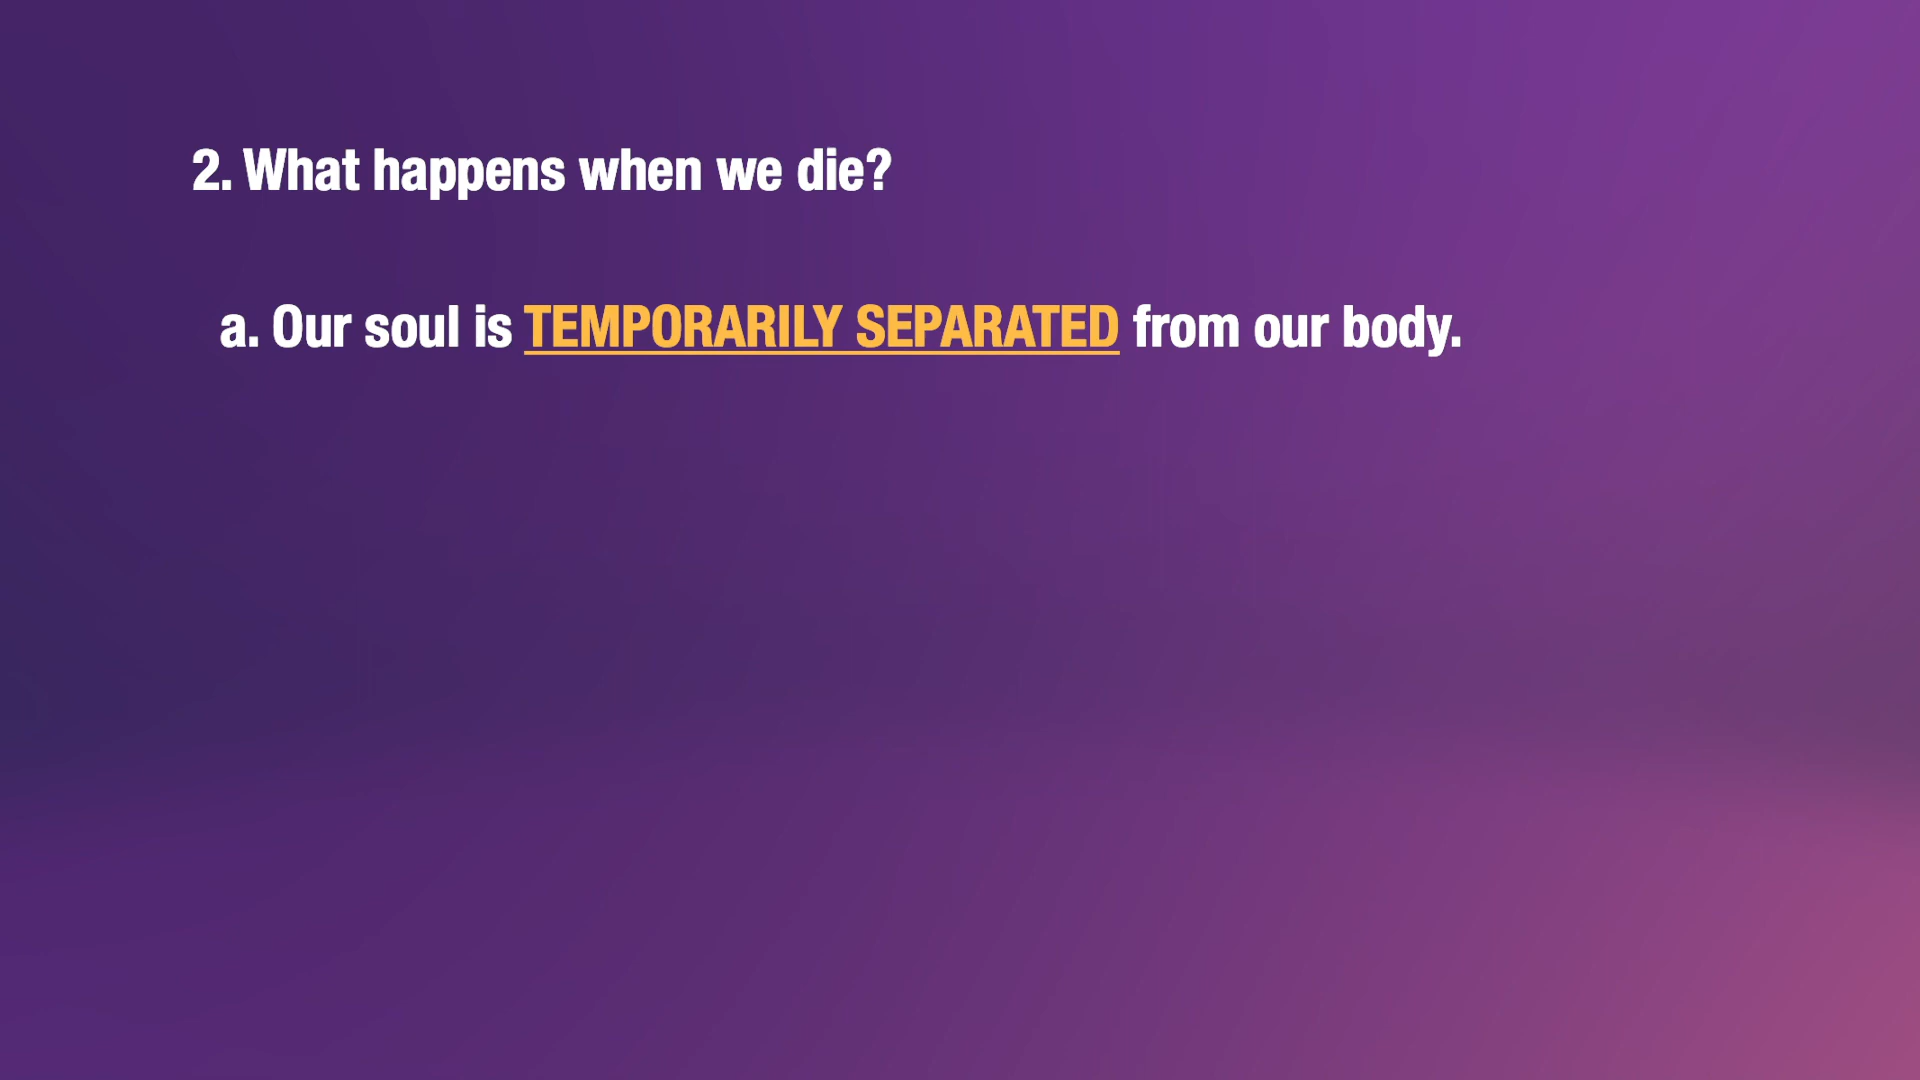 2. What happens when we die?
a. Our soul is TEMPORARILY SEPARATED from our body.